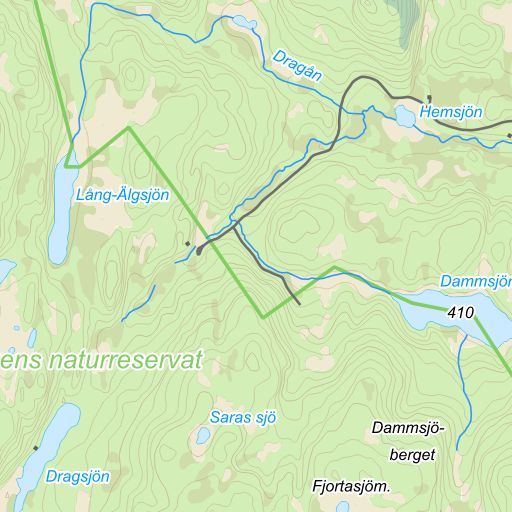 Dragån
Hemsjön
Lång-Älgsjön
Dammsjön
410
ens naturreservat
Saras sjö
Dammsjö-
berget
Dragsjön
Fjortasjöm.